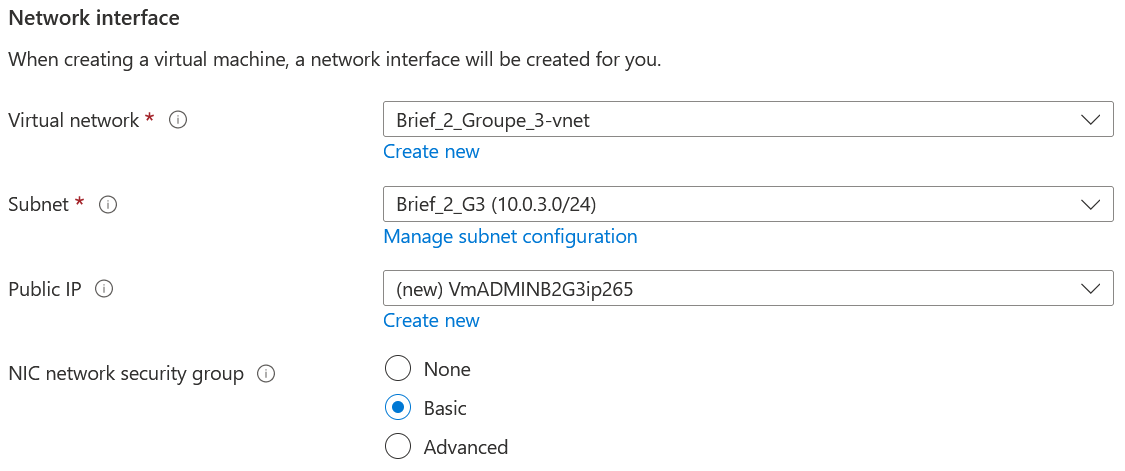 Network interface
When creating a virtual machine, a network interface will be created for you.
Virtual network * Brief_2_Groupe_3-vnet
Create new
Subnet * Brief_2_G3 (10.0.3.0/24)
Manage subnet configuration
Public IP (new) VmADMINB2G3ip265
Create new
NIC network security group
None
Basic
Advanced